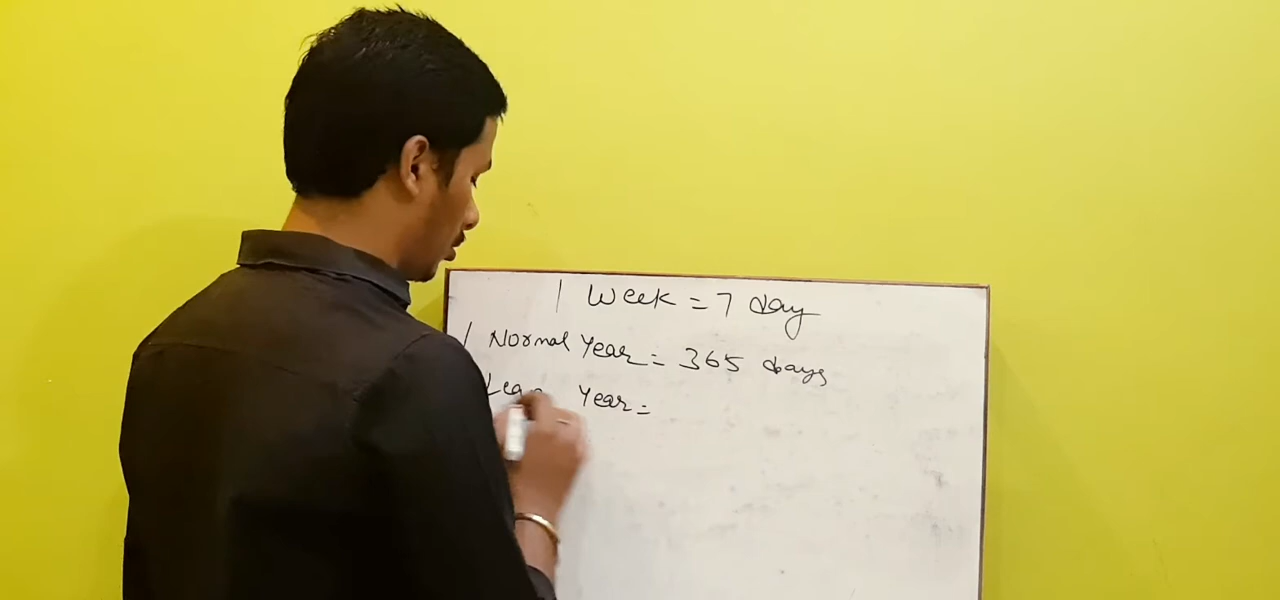 1 Week = 7 day
1 Normal Year = 365 days
Year =